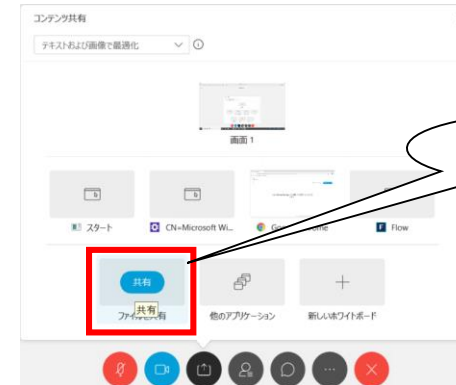 コンテンツ共有
テキストおよび画像で最適化
画面 1
スタート
CN=Microsoft Wi...
Flow
共有
共有
他のアプリケーション
新しいホワイトボード